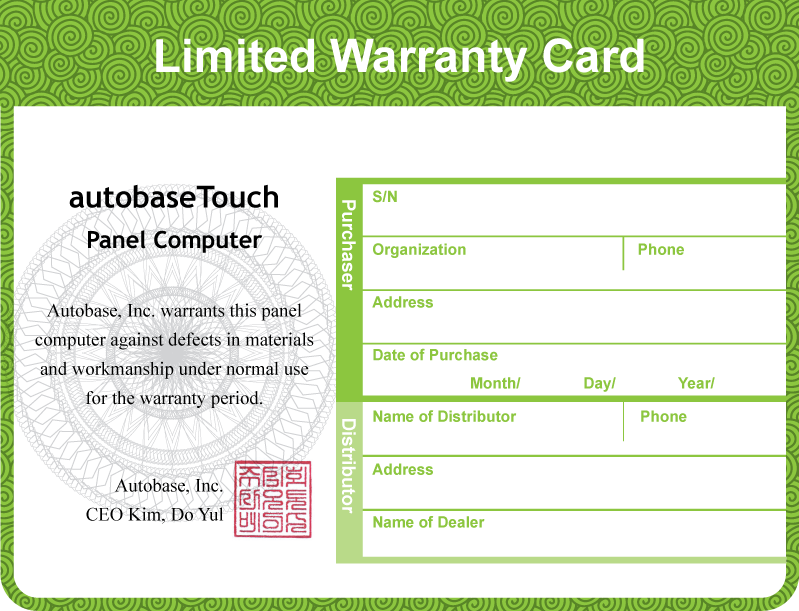 Limited Warranty Card
autobaseTouch
Panel Computer
Autobase, Inc. warrants this panel
computer against defects in materials
and workmanship under normal use
for the warranty period.
Autobase, Inc.
CEO Kim, Do Yul
Purchaser
S/N
Organization Phone
Address
Date of Purchase
Month/ Day/ Year/
Distributor
Name of Distributor Phone
Address
Name of Dealer